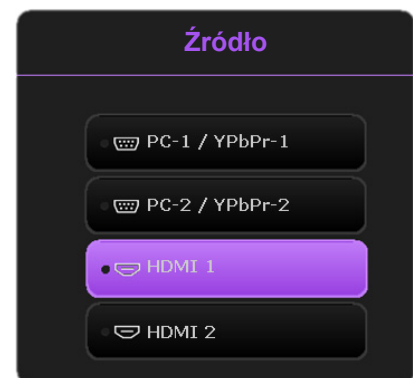 Źródło
PC-1 / YPbPr-1
PC-2 / YPbPr-2
HDMI 1
HDMI 2